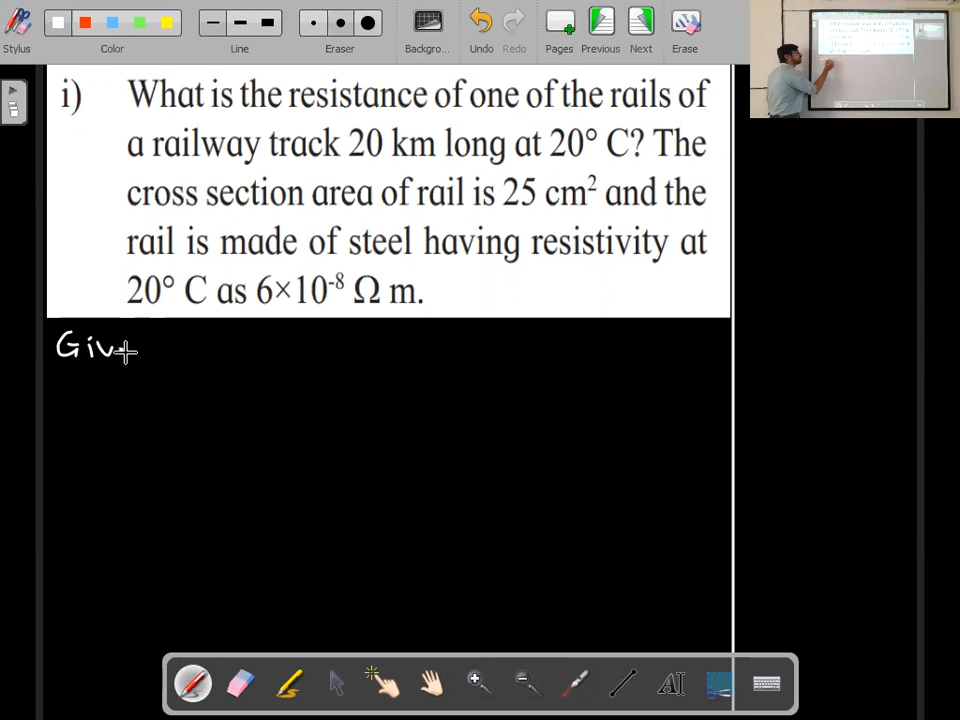 Stylus
Color
Line
Eraser
Backgro...
Undo
Redo
Pages
Previous
Next
Erase
i) What is the resistance of one of the rails of
a railway track 20 km long at 20° C? The
cross section area of rail is 25 cm² and the
rail is made of steel having resistivity at
20° C as 6×10⁻⁸ Ω m.
Giv